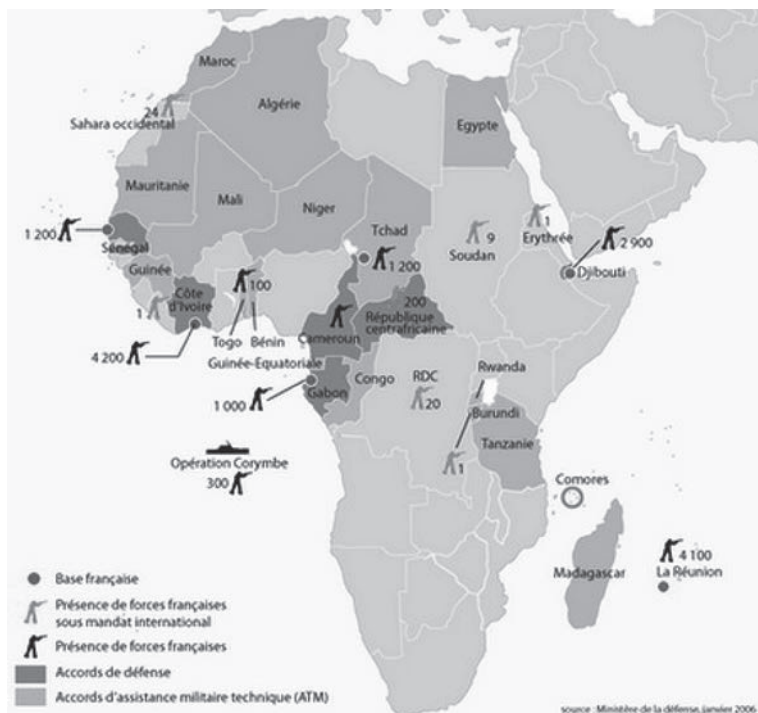 Maroc
Algérie
24
Sahara occidental
Egypte
Mauritanie
Mali
Niger
Tchad
1 200
Sénégal
9
Soudan
1
Erythrée
2 900
Djibouti
1 200
Guinée
Côte
d'Ivoire
1
100
200
République
centrafricaine
Cameroun
Togo
Bénin
4 200
Guinée-Equatoriale
Rwanda
Congo
RDC
20
1 000
Gabon
Burundi
Tanzanie
1
Opération Corymbe
300
Comores
4 100
La Réunion
Madagascar
Base française
Présence de forces françaises
sous mandat international
Présence de forces françaises
Accords de défense
Accords d'assistance militaire technique (ATM)
source : Ministère de la défense, janvier 2006